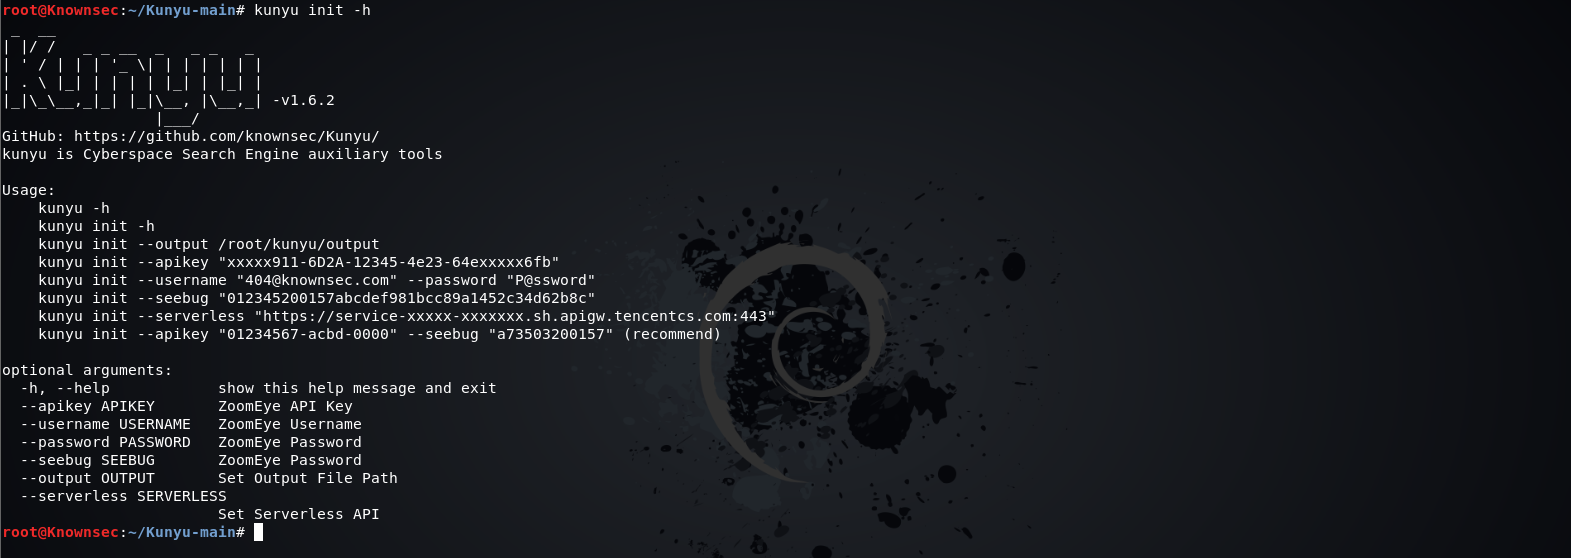 root@Knownsec:~/Kunyu-main# kunyu init -h
 _  __
| |/ /   _ _ __  _   _ _   _
| ' / | | | '_ \| | | | | | |
| . \ |_| | | | | |_| | |_| |
|_|\_\__,_|_| |_|\__, |\__,_| -v1.6.2
                 |___/
GitHub: https://github.com/knownsec/Kunyu/
kunyu is Cyberspace Search Engine auxiliary tools

Usage:
    kunyu -h
    kunyu init -h
    kunyu init --output /root/kunyu/output
    kunyu init --apikey "xxxxx911-6D2A-12345-4e23-64exxxxx6fb"
    kunyu init --username "404@knownsec.com" --password "P@ssword"
    kunyu init --seebug "012345200157abcdef981bcc89a1452c34d62b8c"
    kunyu init --serverless "https://service-xxxxx-xxxxxxx.sh.apigw.tencentcs.com:443"
    kunyu init --apikey "01234567-acbd-0000" --seebug "a73503200157" (recommend)

optional arguments:
  -h, --help            show this help message and exit
  --apikey APIKEY       ZoomEye API Key
  --username USERNAME   ZoomEye Username
  --password PASSWORD   ZoomEye Password
  --seebug SEEBUG       ZoomEye Password
  --output OUTPUT       Set Output File Path
  --serverless SERVERLESS
                        Set Serverless API
root@Knownsec:~/Kunyu-main#